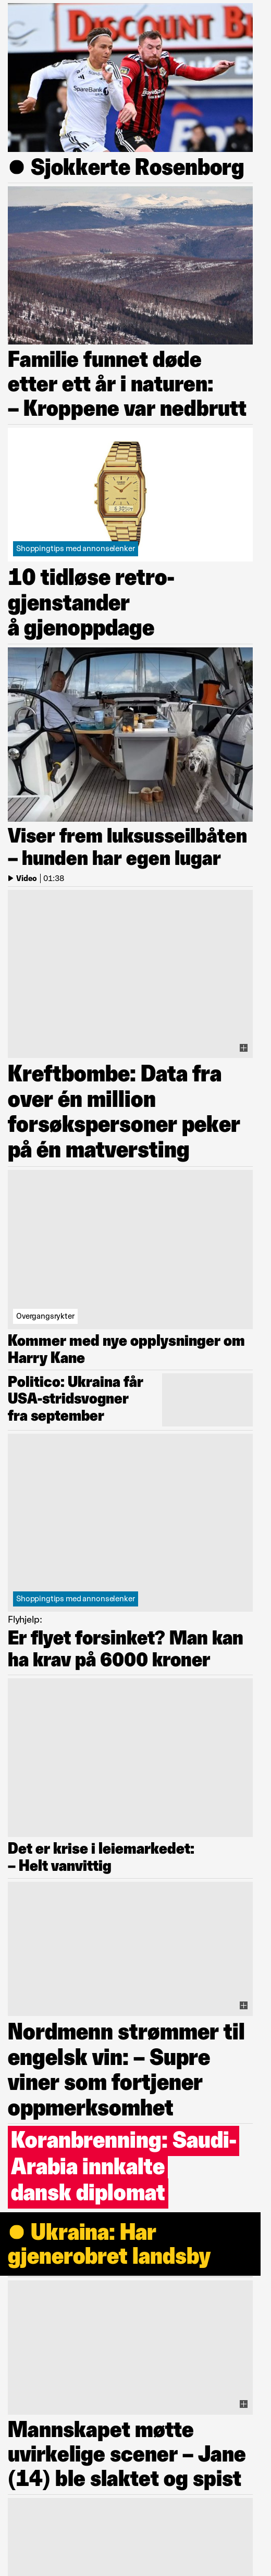 DISCOUNT B
SpareBank
● Sjokkerte Rosenborg
Familie funnet døde
etter ett år i naturen:
– Kroppene var nedbrutt
Shoppingtips med annonselenker
10 tidløse retro-
gjenstander
å gjenoppdage
Viser frem luksusseilbåten
– hunden har egen lugar
Video | 01:38
Kreftbombe: Data fra
over én million
forsøkspersoner peker
på én matversting
Overgangsrykter
Kommer med nye opplysninger om
Harry Kane
Politico: Ukraina får
USA-stridsvogner
fra september
Shoppingtips med annonselenker
Flyhjelp:
Er flyet forsinket? Man kan
ha krav på 6000 kroner
Det er krise i leiemarkedet:
– Helt vanvittig
Nordmenn strømmer til
engelsk vin: – Supre
viner som fortjener
oppmerksomhet
Koranbrenning: Saudi-
Arabia innkalte
dansk diplomat
● Ukraina: Har
gjenerobret landsby
Mannskapet møtte
uvirkelige scener – Jane
(14) ble slaktet og spist